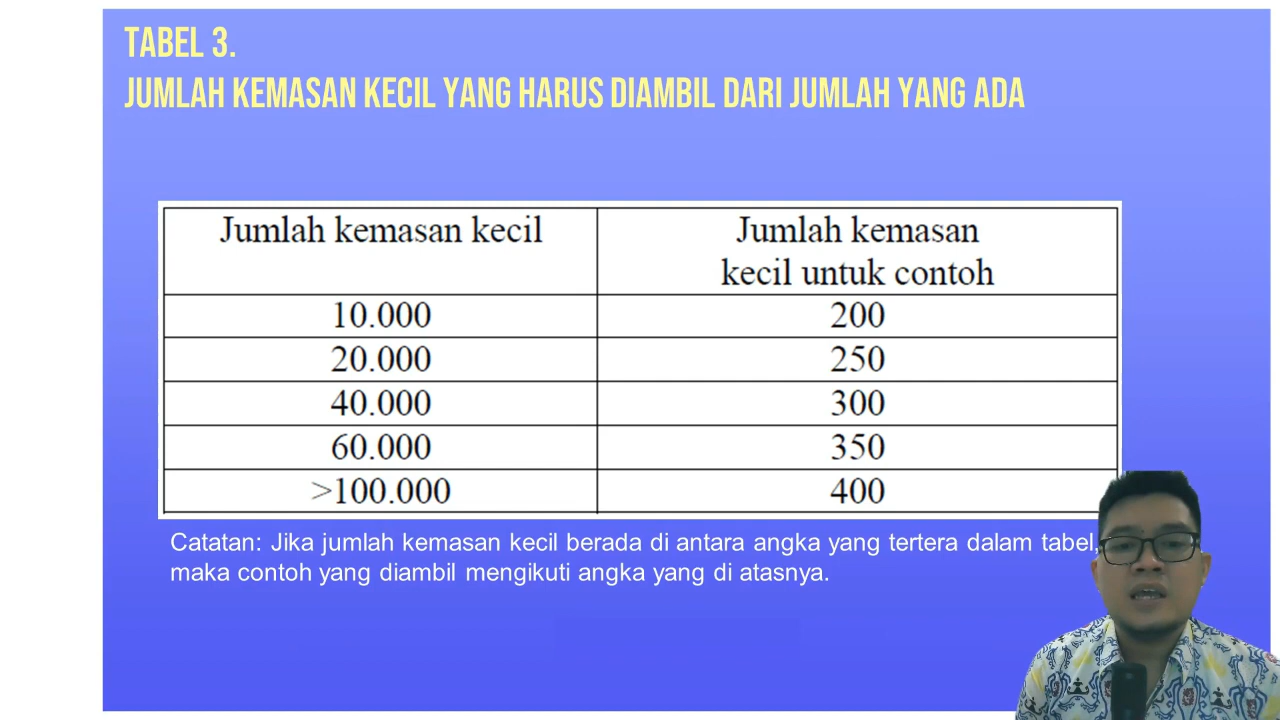 TABEL 3.
JUMLAH KEMASAN KECIL YANG HARUS DIAMBIL DARI JUMLAH YANG ADA
Jumlah kemasan kecil
Jumlah kemasan
kecil untuk contoh
10.000 200
20.000 250
40.000 300
60.000 350
>100.000 400
Catatan: Jika jumlah kemasan kecil berada di antara angka yang tertera dalam tabel,
maka contoh yang diambil mengikuti angka yang di atasnya.